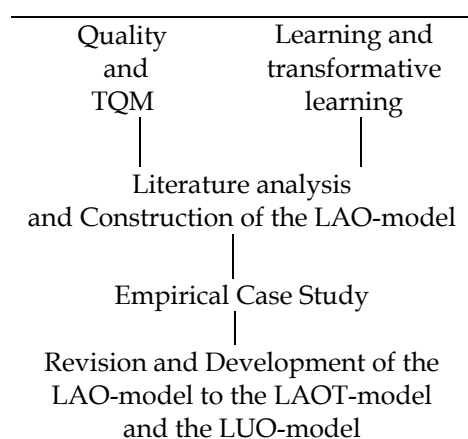 Quality
and
TQM
Learning and
transformative
learning
Literature analysis
and Construction of the LAO-model
Empirical Case Study
Revision and Development of the
LAO-model to the LAOT-model
and the LUO-model